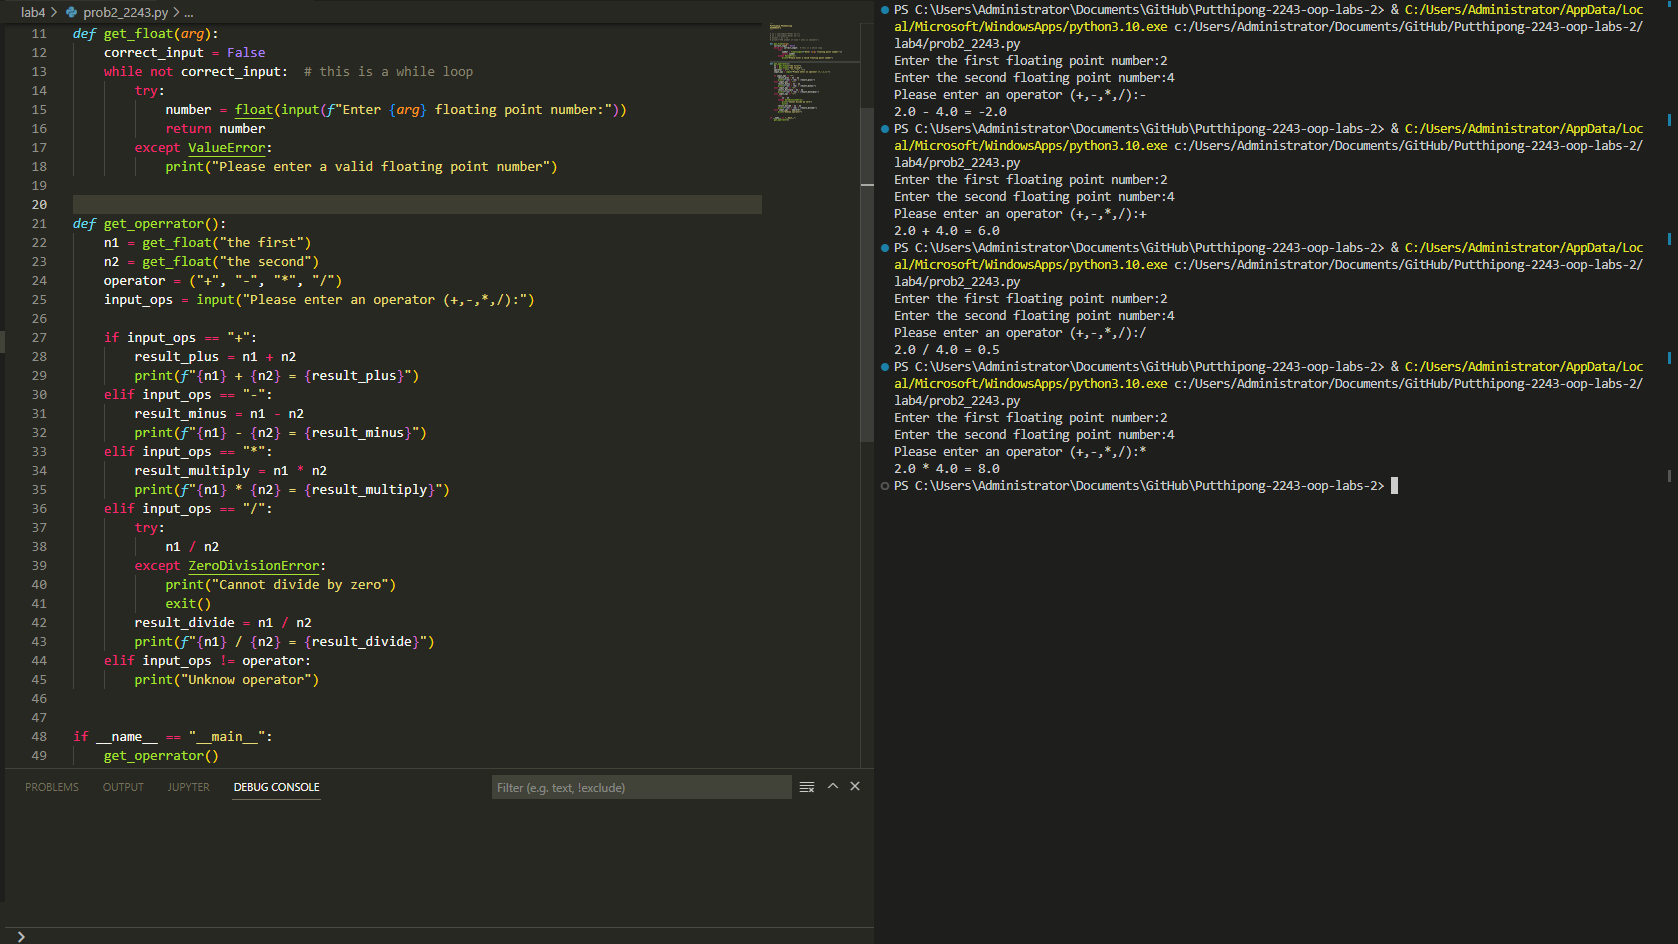 lab4 > prob2_2243.py > ...
11 def get_float(arg):
12 correct_input = False
13 while not correct_input:  # this is a while loop
14 try:
15 number = float(input(f"Enter {arg} floating point number:"))
16 return number
17 except ValueError:
18 print("Please enter a valid floating point number")
19
20
21 def get_operrator():
22 n1 = get_float("the first")
23 n2 = get_float("the second")
24 operator = ("+", "-", "*", "/")
25 input_ops = input("Please enter an operator (+,-,*,/):")
26
27 if input_ops == "+":
28 result_plus = n1 + n2
29 print(f"{n1} + {n2} = {result_plus}")
30 elif input_ops == "-":
31 result_minus = n1 - n2
32 print(f"{n1} - {n2} = {result_minus}")
33 elif input_ops == "*":
34 result_multiply = n1 * n2
35 print(f"{n1} * {n2} = {result_multiply}")
36 elif input_ops == "/":
37 try:
38 n1 / n2
39 except ZeroDivisionError:
40 print("Cannot divide by zero")
41 exit()
42 result_divide = n1 / n2
43 print(f"{n1} / {n2} = {result_divide}")
44 elif input_ops != operator:
45 print("Unknow operator")
46
47
48 if __name__ == "__main__":
49 get_operrator()
PROBLEMS OUTPUT JUPYTER DEBUG CONSOLE Filter (e.g. text, !exclude)
>
PS C:\Users\Administrator\Documents\GitHub\Putthipong-2243-oop-labs-2> & C:/Users/Administrator/AppData/Loc
al/Microsoft/WindowsApps/python3.10.exe c:/Users/Administrator/Documents/GitHub/Putthipong-2243-oop-labs-2/
lab4/prob2_2243.py
Enter the first floating point number:2
Enter the second floating point number:4
Please enter an operator (+,-,*,/):-
2.0 - 4.0 = -2.0
PS C:\Users\Administrator\Documents\GitHub\Putthipong-2243-oop-labs-2> & C:/Users/Administrator/AppData/Loc
al/Microsoft/WindowsApps/python3.10.exe c:/Users/Administrator/Documents/GitHub/Putthipong-2243-oop-labs-2/
lab4/prob2_2243.py
Enter the first floating point number:2
Enter the second floating point number:4
Please enter an operator (+,-,*,/):+
2.0 + 4.0 = 6.0
PS C:\Users\Administrator\Documents\GitHub\Putthipong-2243-oop-labs-2> & C:/Users/Administrator/AppData/Loc
al/Microsoft/WindowsApps/python3.10.exe c:/Users/Administrator/Documents/GitHub/Putthipong-2243-oop-labs-2/
lab4/prob2_2243.py
Enter the first floating point number:2
Enter the second floating point number:4
Please enter an operator (+,-,*,/):/
2.0 / 4.0 = 0.5
PS C:\Users\Administrator\Documents\GitHub\Putthipong-2243-oop-labs-2> & C:/Users/Administrator/AppData/Loc
al/Microsoft/WindowsApps/python3.10.exe c:/Users/Administrator/Documents/GitHub/Putthipong-2243-oop-labs-2/
lab4/prob2_2243.py
Enter the first floating point number:2
Enter the second floating point number:4
Please enter an operator (+,-,*,/):*
2.0 * 4.0 = 8.0
PS C:\Users\Administrator\Documents\GitHub\Putthipong-2243-oop-labs-2>